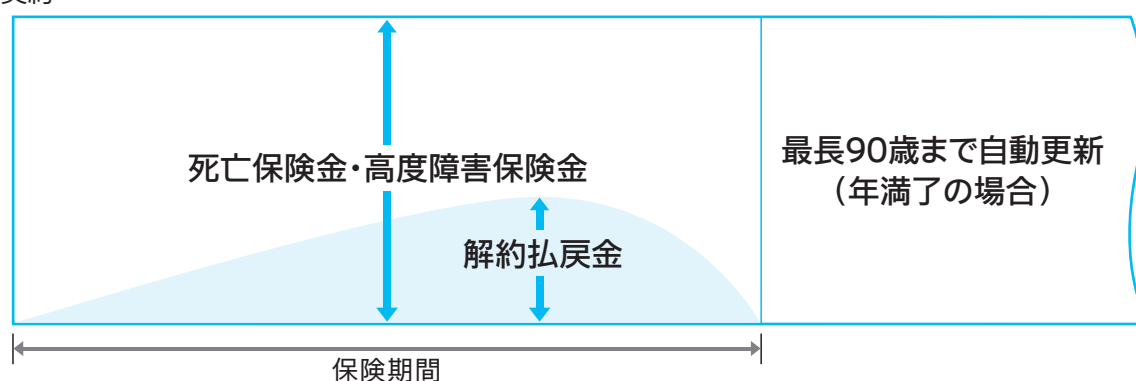 死亡保険金・高度障害保険金
最長90歳まで自動更新
（年満了の場合）
解約払戻金
保険期間